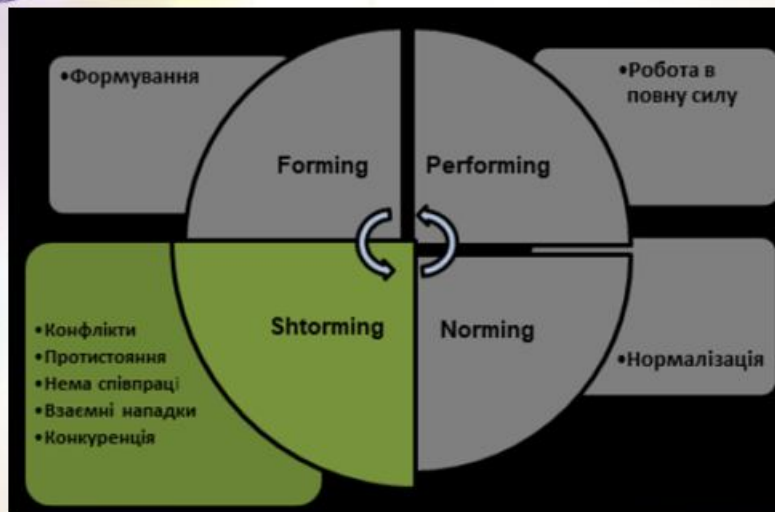 •Формування
•Робота в
повну силу
Forming
Performing
Shtorming
Norming
•Конфлікти
•Протистояння
•Нема співпраці
•Взаємні нападки
•Конкуренція
•Нормалізація